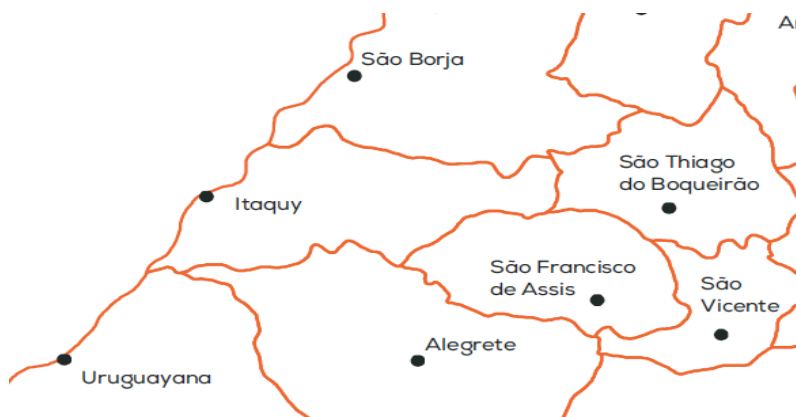 São Borja
São Thiago
do Boqueirão
Itaquy
São Francisco
de Assis
São
Vicente
Alegrete
Uruguayana